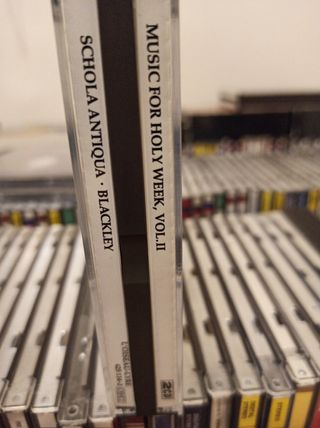 SCHOLA ANTIQUA · BLACKLEY
MUSIC FOR HOLY WEEK, VOL.II